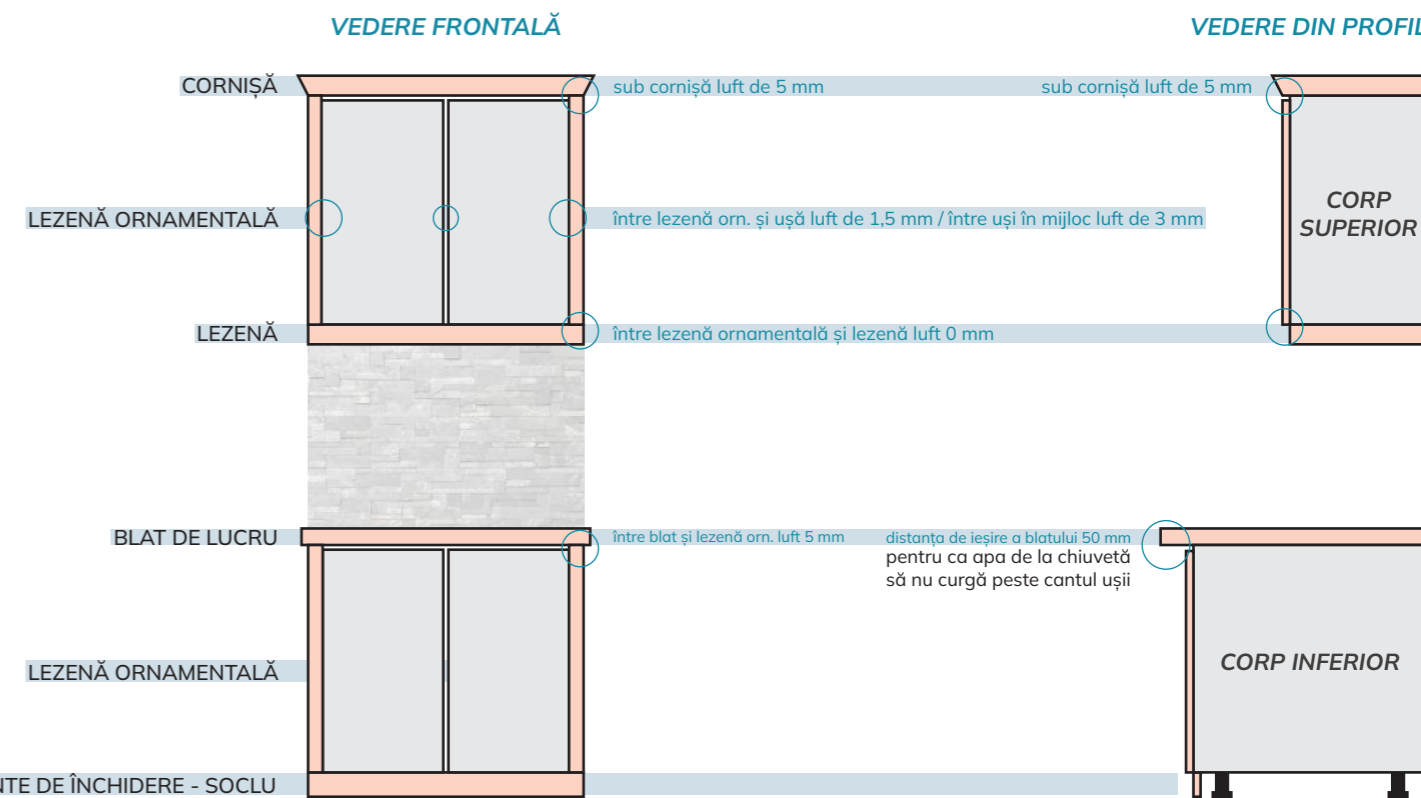 VEDERE FRONTALĂ
VEDERE DIN PROFIL
CORNIȘĂ
sub cornișă luft de 5 mm
sub cornișă luft de 5 mm
LEZENĂ ORNAMENTALĂ
între lezenă orn. și ușă luft de 1,5 mm / între uși în mijloc luft de 3 mm
CORP
SUPERIOR
LEZENĂ
între lezenă ornamentală și lezenă luft 0 mm
BLAT DE LUCRU
între blat și lezenă orn. luft 5 mm
distanța de ieșire a blatului 50 mm
pentru ca apa de la chiuvetă
să nu curgă peste cantul ușii
LEZENĂ ORNAMENTALĂ
CORP INFERIOR
NTE DE ÎNCHIDERE - SOCLU